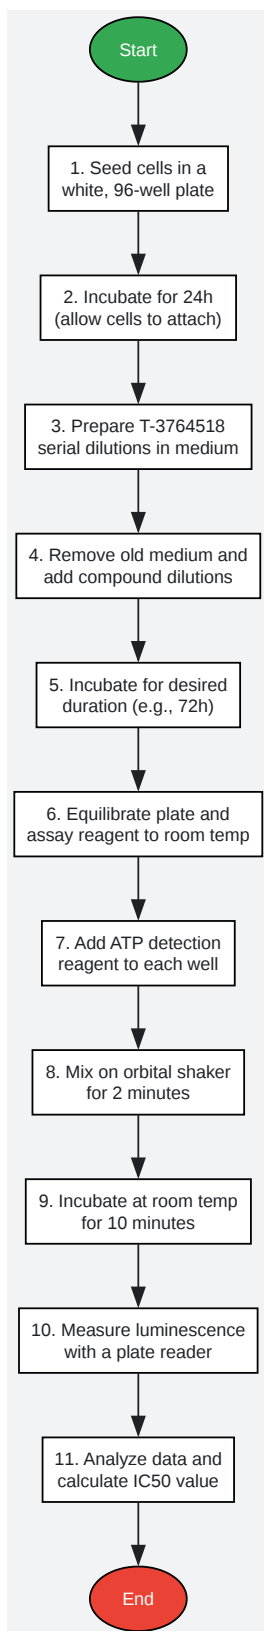 Start
1. Seed cells in a
white, 96-well plate
2. Incubate for 24h
(allow cells to attach)
3. Prepare T-3764518
serial dilutions in medium
4. Remove old medium and
add compound dilutions
5. Incubate for desired
duration (e.g., 72h)
6. Equilibrate plate and
assay reagent to room temp
7. Add ATP detection
reagent to each well
8. Mix on orbital shaker
for 2 minutes
9. Incubate at room temp
for 10 minutes
10. Measure luminescence
with a plate reader
11. Analyze data and
calculate IC50 value
End